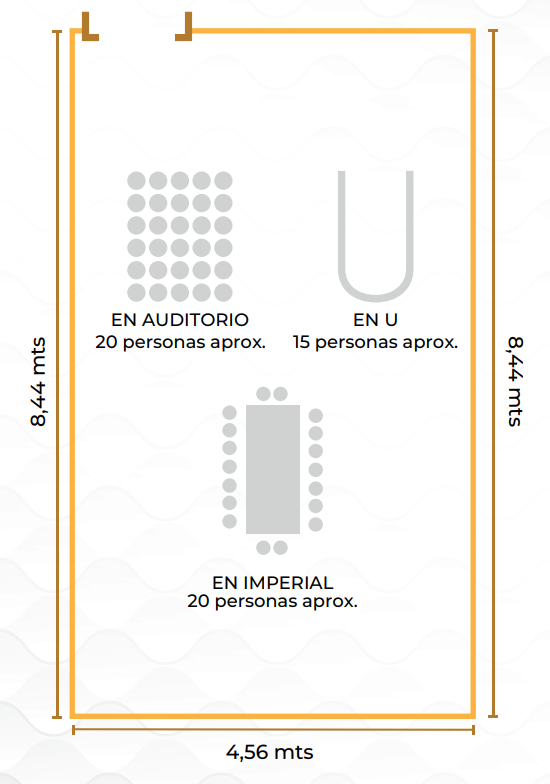 EN AUDITORIO
20 personas aprox.
EN U
15 personas aprox.
8,44 mts
8,44 mts
EN IMPERIAL
20 personas aprox.
4,56 mts